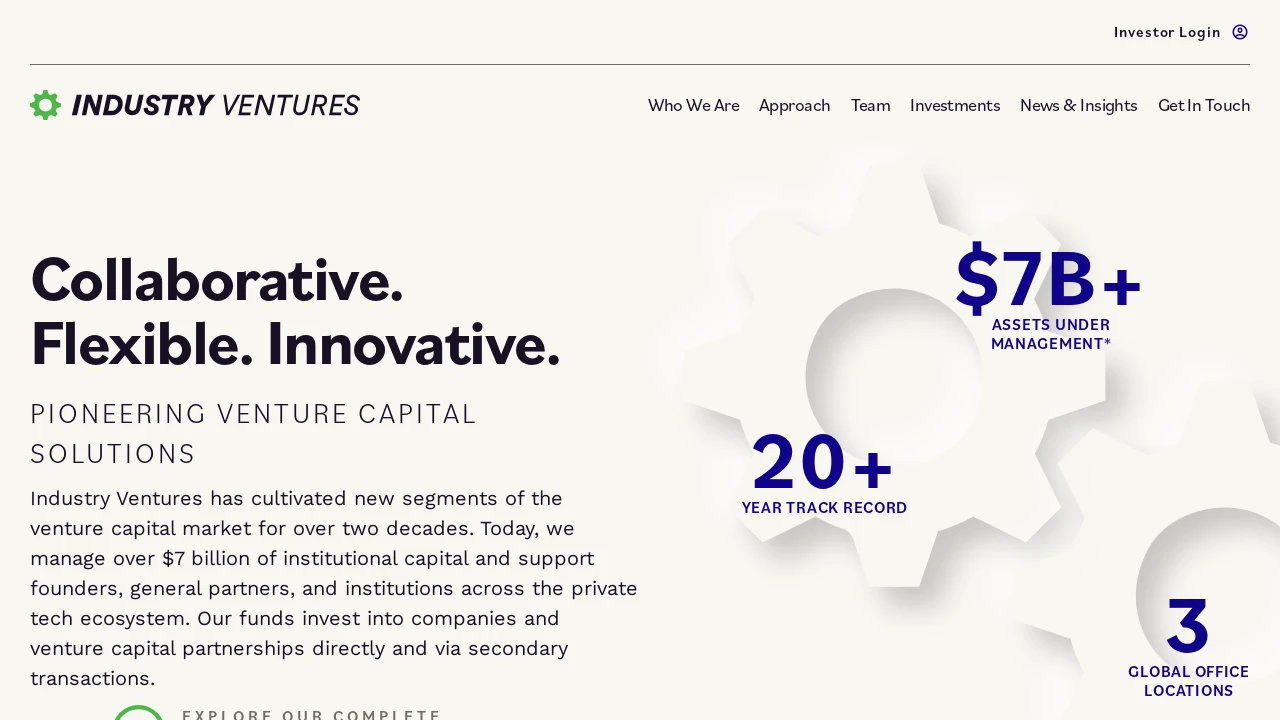 Investor Login
INDUSTRY VENTURES
Who We Are
Approach
Team
Investments
News & Insights
Get In Touch
Collaborative.
Flexible. Innovative.
PIONEERING VENTURE CAPITAL
SOLUTIONS
Industry Ventures has cultivated new segments of the
venture capital market for over two decades. Today, we
manage over $7 billion of institutional capital and support
founders, general partners, and institutions across the private
tech ecosystem. Our funds invest into companies and
venture capital partnerships directly and via secondary
transactions.
EXPLORE OUR COMPLETE
$7B+
ASSETS UNDER
MANAGEMENT*
20+
YEAR TRACK RECORD
3
GLOBAL OFFICE
LOCATIONS